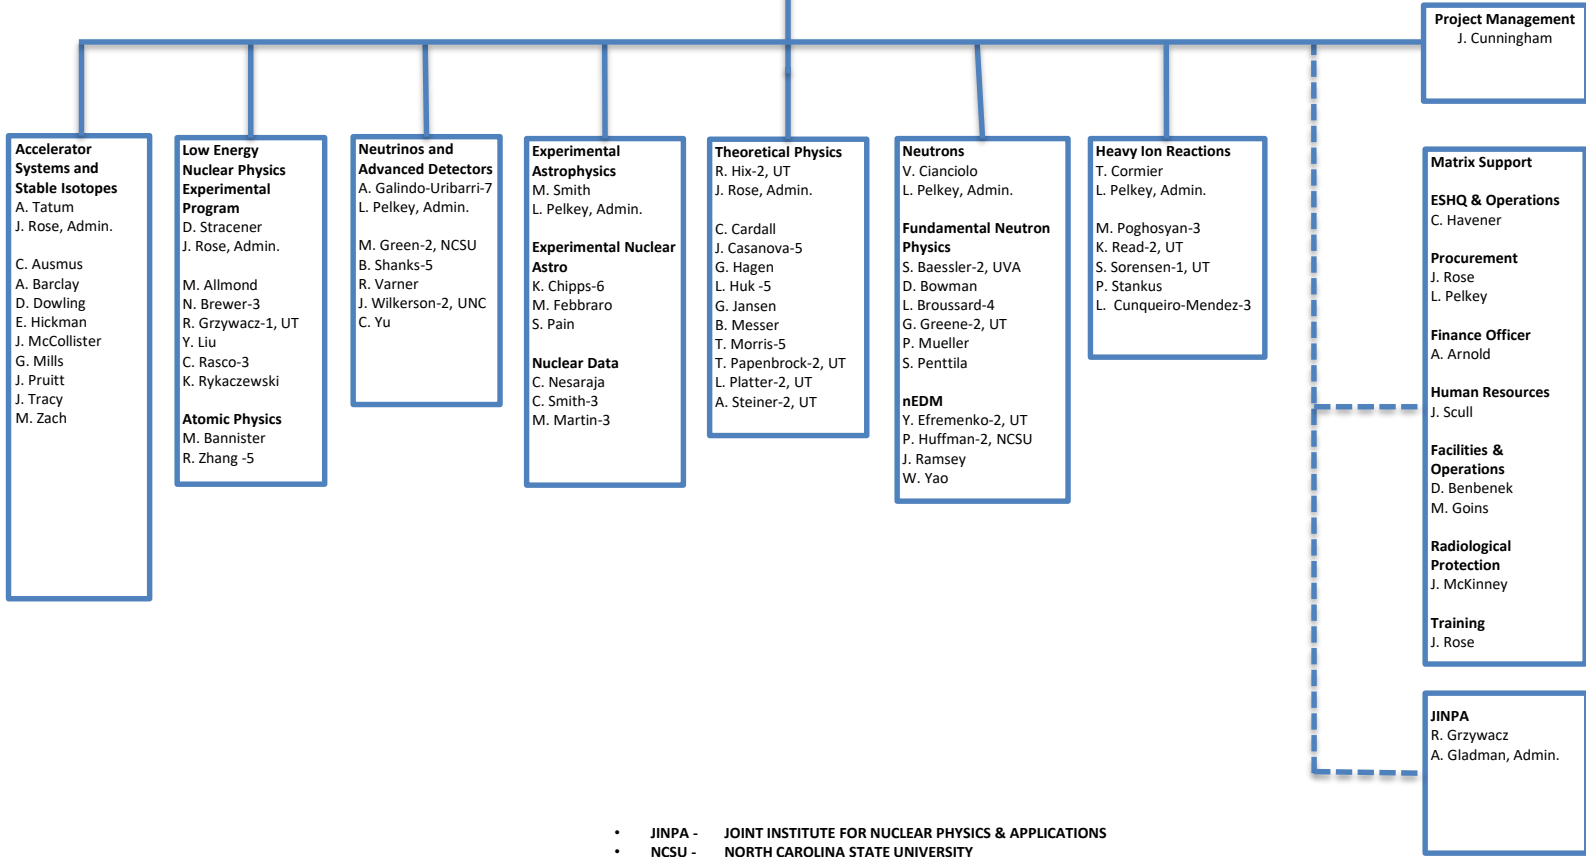 Project Management
J. Cunningham
Accelerator
Systems and
Stable Isotopes
A. Tatum
J. Rose, Admin.
C. Ausmus
A. Barclay
D. Dowling
E. Hickman
J. McCollister
G. Mills
J. Pruitt
J. Tracy
M. Zach
Low Energy
Nuclear Physics
Experimental
Program
D. Stracener
J. Rose, Admin.
M. Allmond
N. Brewer-3
R. Grzywacz-1, UT
Y. Liu
C. Rasco-3
K. Rykaczewski
Atomic Physics
M. Bannister
R. Zhang -5
Neutrinos and
Advanced Detectors
A. Galindo-Uribarri-7
L. Pelkey, Admin.
M. Green-2, NCSU
B. Shanks-5
R. Varner
J. Wilkerson-2, UNC
C. Yu
Experimental
Astrophysics
M. Smith
L. Pelkey, Admin.
Experimental Nuclear
Astro
K. Chipps-6
M. Febbraro
S. Pain
Nuclear Data
C. Nesaraja
C. Smith-3
M. Martin-3
Theoretical Physics
R. Hix-2, UT
J. Rose, Admin.
C. Cardall
J. Casanova-5
G. Hagen
L. Huk -5
G. Jansen
B. Messer
T. Morris-5
T. Papenbrock-2, UT
L. Platter-2, UT
A. Steiner-2, UT
Neutrons
V. Cianciolo
L. Pelkey, Admin.
Fundamental Neutron
Physics
S. Baessler-2, UVA
D. Bowman
L. Broussard-4
G. Greene-2, UT
P. Mueller
S. Penttila
nEDM
Y. Efremenko-2, UT
P. Huffman-2, NCSU
J. Ramsey
W. Yao
Heavy Ion Reactions
T. Cormier
L. Pelkey, Admin.
M. Poghosyan-3
K. Read-2, UT
S. Sorensen-1, UT
P. Stankus
L. Cunqueiro-Mendez-3
Matrix Support
ESHQ & Operations
C. Havener
Procurement
J. Rose
L. Pelkey
Finance Officer
A. Arnold
Human Resources
J. Scull
Facilities &
Operations
D. Benbenek
M. Goins
Radiological
Protection
J. McKinney
Training
J. Rose
JINPA
R. Grzywacz
A. Gladman, Admin.
• JINPA - JOINT INSTITUTE FOR NUCLEAR PHYSICS & APPLICATIONS
• NCSU - NORTH CAROLINA STATE UNIVERSITY